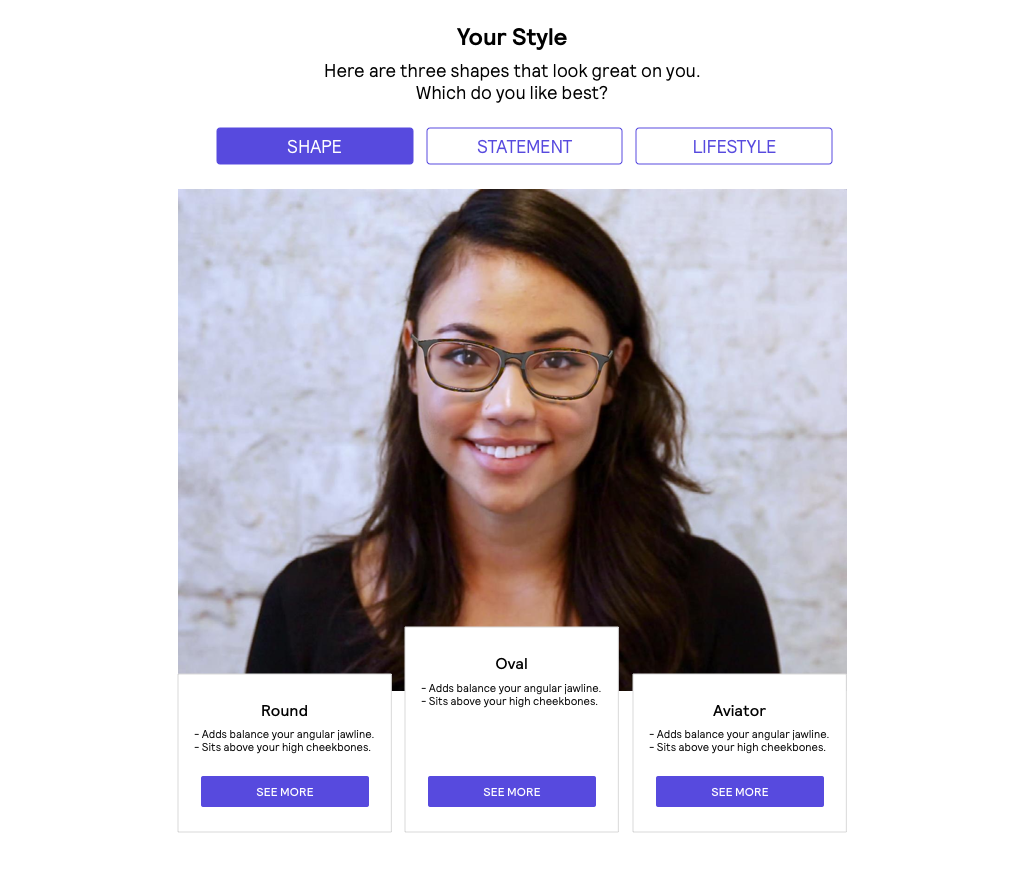 Your Style
Here are three shapes that look great on you.
Which do you like best?
SHAPE
STATEMENT
LIFESTYLE
Round
- Adds balance your angular jawline.
- Sits above your high cheekbones.
SEE MORE
Oval
- Adds balance your angular jawline.
- Sits above your high cheekbones.
SEE MORE
Aviator
- Adds balance your angular jawline.
- Sits above your high cheekbones.
SEE MORE